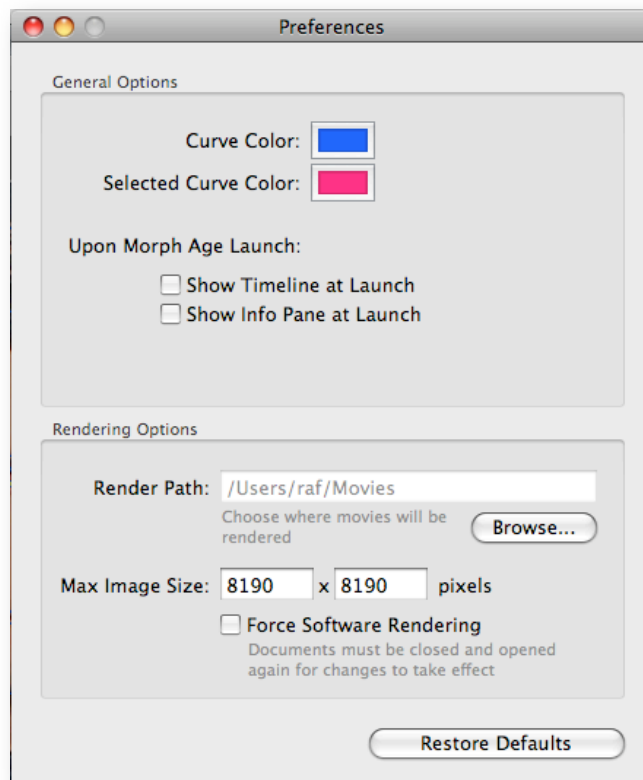 Preferences
General Options
Curve Color:
Selected Curve Color:
Upon Morph Age Launch:
Show Timeline at Launch
Show Info Pane at Launch
Rendering Options
Render Path: /Users/raf/Movies
Choose where movies will be
rendered
Browse...
Max Image Size: 8190 x 8190 pixels
Force Software Rendering
Documents must be closed and opened
again for changes to take effect
Restore Defaults